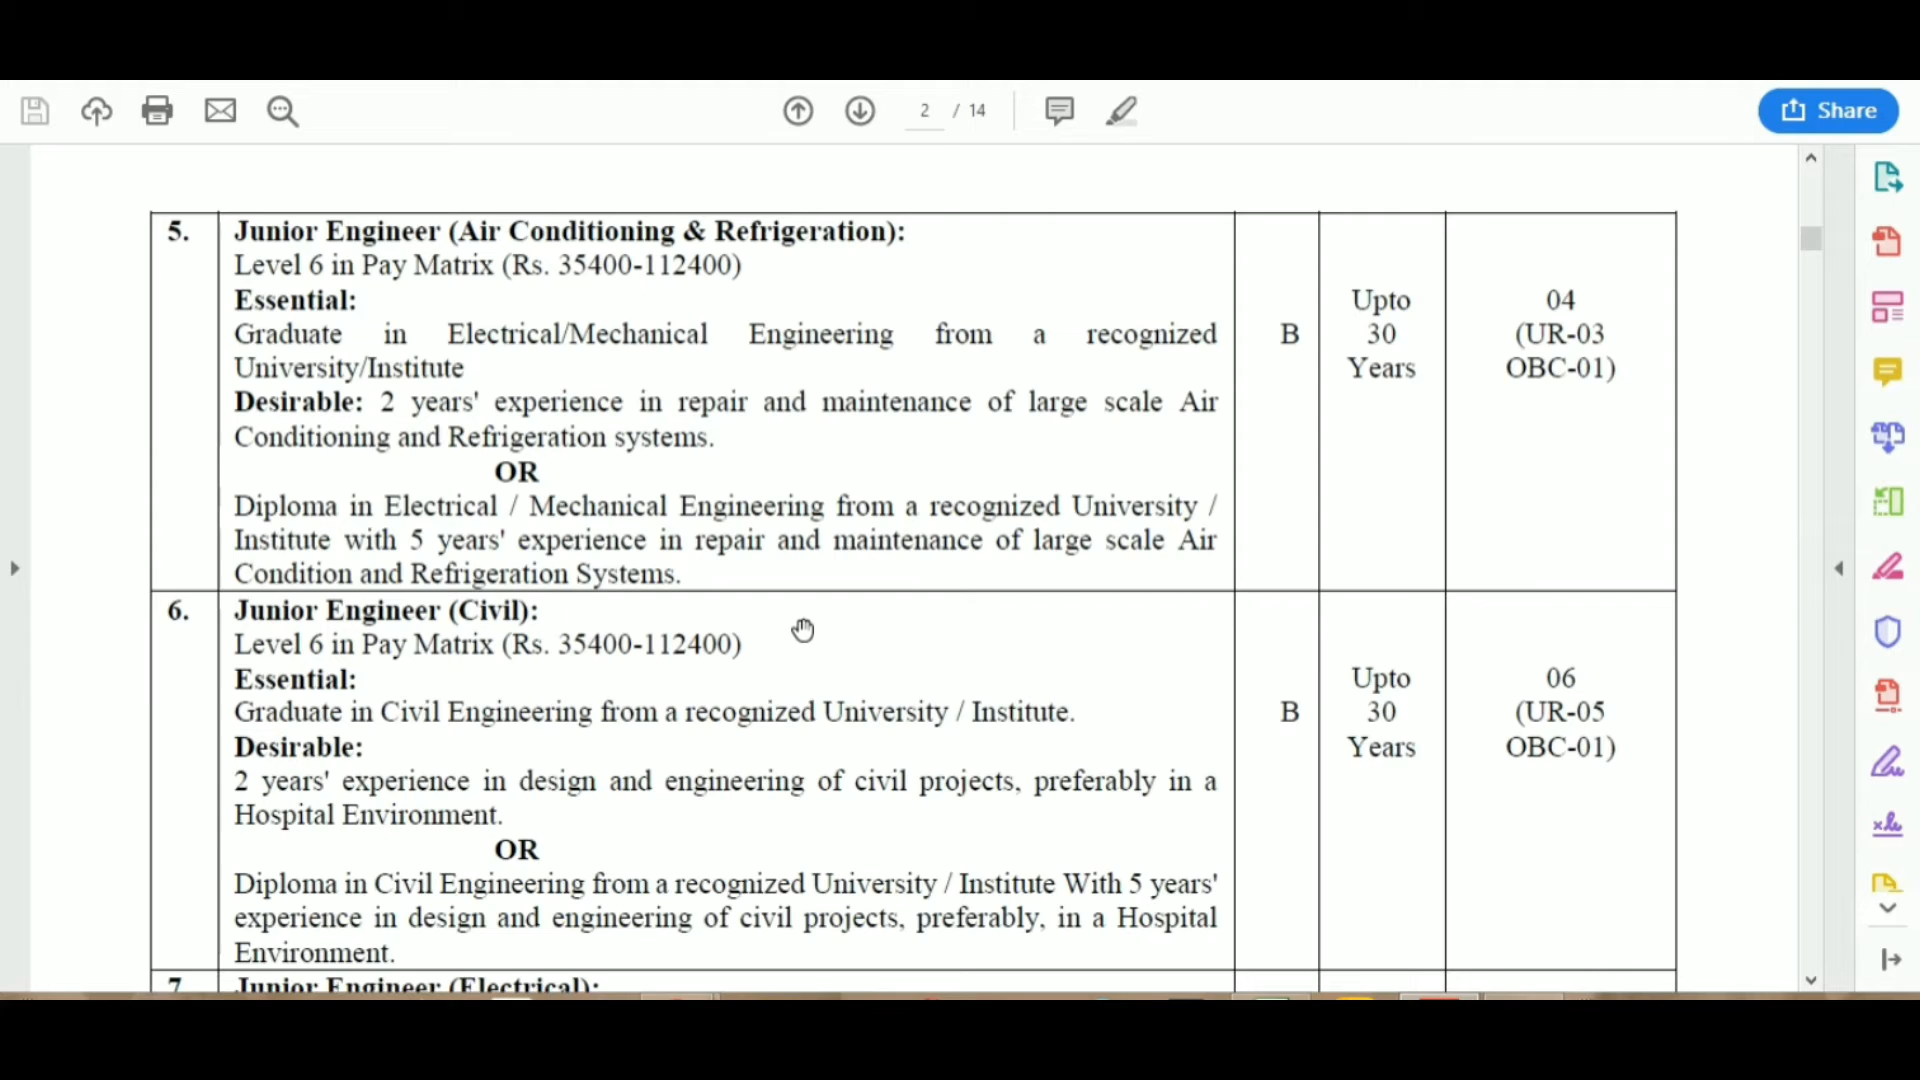 2 / 14
Share
5.
Junior Engineer (Air Conditioning & Refrigeration):
Level 6 in Pay Matrix (Rs. 35400-112400)
Essential:
Graduate in Electrical/Mechanical Engineering from a recognized
University/Institute
Desirable: 2 years' experience in repair and maintenance of large scale Air
Conditioning and Refrigeration systems.
OR
Diploma in Electrical / Mechanical Engineering from a recognized University /
Institute with 5 years' experience in repair and maintenance of large scale Air
Condition and Refrigeration Systems.
B
Upto
30
Years
04
(UR-03
OBC-01)
6.
Junior Engineer (Civil):
Level 6 in Pay Matrix (Rs. 35400-112400)
Essential:
Graduate in Civil Engineering from a recognized University / Institute.
Desirable:
2 years' experience in design and engineering of civil projects, preferably in a
Hospital Environment.
OR
Diploma in Civil Engineering from a recognized University / Institute With 5 years'
experience in design and engineering of civil projects, preferably, in a Hospital
Environment.
B
Upto
30
Years
06
(UR-05
OBC-01)
7
Junior Engineer (Electrical):